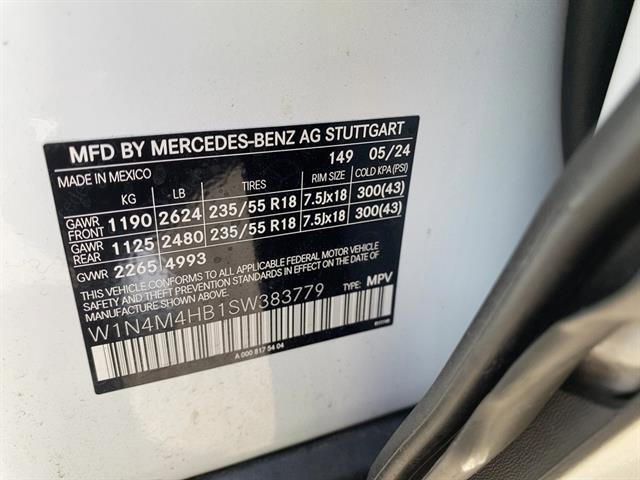 MFD BY MERCEDES-BENZ AG STUTTGART
149 05/24
MADE IN MEXICO
KG LB TIRES RIM SIZE COLD KPA (PSI)
GAWR FRONT 1190 2624 235/55 R18 7.5Jx18 300(43)
GAWR REAR 1125 2480 235/55 R18 7.5Jx18 300(43)
GVWR 2265 4993
THIS VEHICLE CONFORMS TO ALL APPLICABLE FEDERAL MOTOR VEHICLE
SAFETY AND THEFT PREVENTION STANDARDS IN EFFECT ON THE DATE OF
MANUFACTURE SHOWN ABOVE.
W1N4M4HB1SW383779 TYPE: MPV
A 000 817 54 04